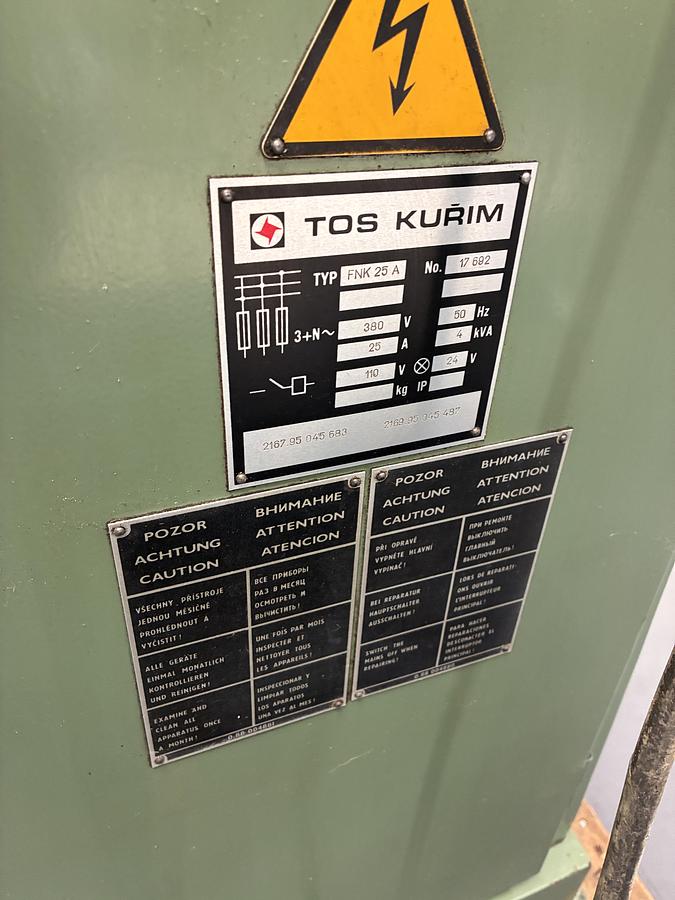 TOS KUŘIM
TYP FNK 25 A No. 17 692
3+N~ 380 V 50 Hz
25 A 4 kVA
110 V 24 V
kg IP
2167.95 045 683 2169.95 045 487
POZOR ВНИМАНИЕ
ACHTUNG ATTENTION
CAUTION ATENCION
VŠECHNY PŘÍSTROJE
JEDNOU MĚSÍČNĚ
PROHLÉDNOUT A
VYČISTIT!
ВСЕ ПРИБОРЫ
РАЗ В МЕСЯЦ
ОСМОТРЕТЬ И
ВЫЧИСТИТЬ!
ALLE GERÄTE
EINMAL MONATLICH
KONTROLLIEREN
UND REINIGEN!
UNE FOIS PAR MOIS
INSPECTER ET
NETTOYER TOUS
LES APPAREILS!
EXAMINE AND
CLEAN ALL
APPARATUS ONCE
A MONTH!
INSPECCIONAR Y
LIMPIAR TODOS
LOS APARATOS
UNA VEZ AL MES!
POZOR ВНИМАНИЕ
ACHTUNG ATTENTION
CAUTION ATENCION
PŘI OPRAVĚ
VYPNĚTE HLAVNÍ
VYPÍNAČ!
ПРИ РЕМОНТЕ
ВЫКЛЮЧИТЬ
ГЛАВНЫЙ
ВЫКЛЮЧАТЕЛЬ!
BEI REPARATUR
HAUPTSCHALTER
AUSSCHALTEN!
LORS DE RÉPARATI-
ONS OUVRIR
L'INTERRUPTEUR
PRINCIPAL!
SWITCH THE
MAINS OFF WHEN
REPAIRING!
PARA HACER
REPARACIONES
DESCONECTER EL
INTERRUPTOR
PRINCIPAL!